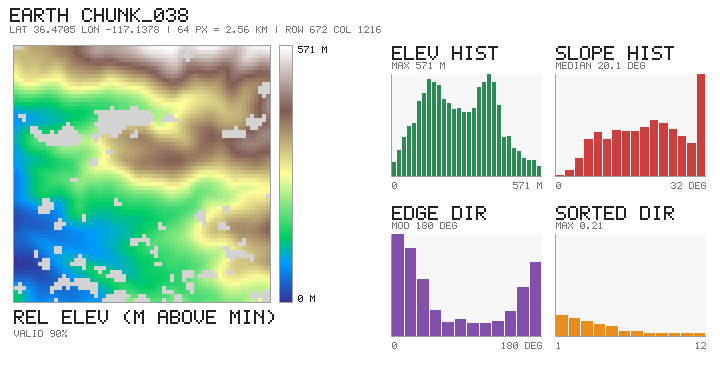 EARTH CHUNK_038
LAT 36.4705 LON -117.1378 | 64 PX = 2.56 KM | ROW 672 COL 1216
571 M
0 M
REL ELEV (M ABOVE MIN)
VALID 90%
ELEV HIST
MAX 571 M
0 571 M
SLOPE HIST
MEDIAN 20.1 DEG
0 32 DEG
EDGE DIR
MOD 180 DEG
0 180 DEG
SORTED DIR
MAX 0.21
1 12